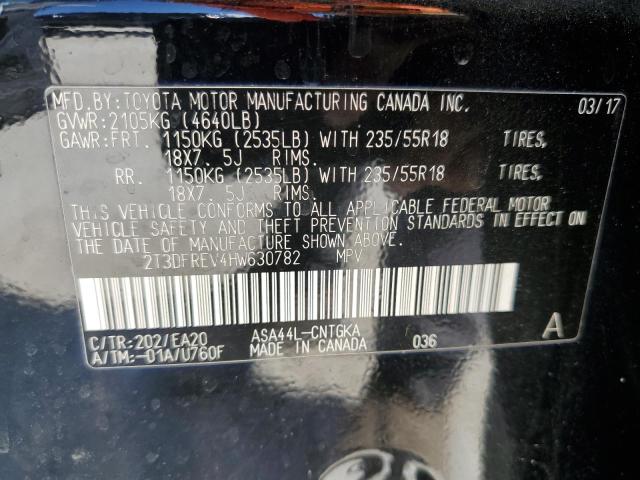 MFD.BY:TOYOTA MOTOR MANUFACTURING CANADA INC. 03/17
GVWR:2105KG (4640LB)
GAWR:FRT. 1150KG (2535LB) WITH 235/55R18 TIRES,
18X7. 5J RIMS.
RR. 1150KG (2535LB) WITH 235/55R18 TIRES,
18X7. 5J RIMS.
THIS VEHICLE CONFORMS TO ALL APPLICABLE FEDERAL MOTOR
VEHICLE SAFETY AND THEFT PREVENTION STANDARDS IN EFFECT ON
THE DATE OF MANUFACTURE SHOWN ABOVE.
2T3DFREV4HW630782 MPV
C/TR:202/EA20 ASA44L-CNTGKA 036 A
A/TM:-01A/U760F MADE IN CANADA